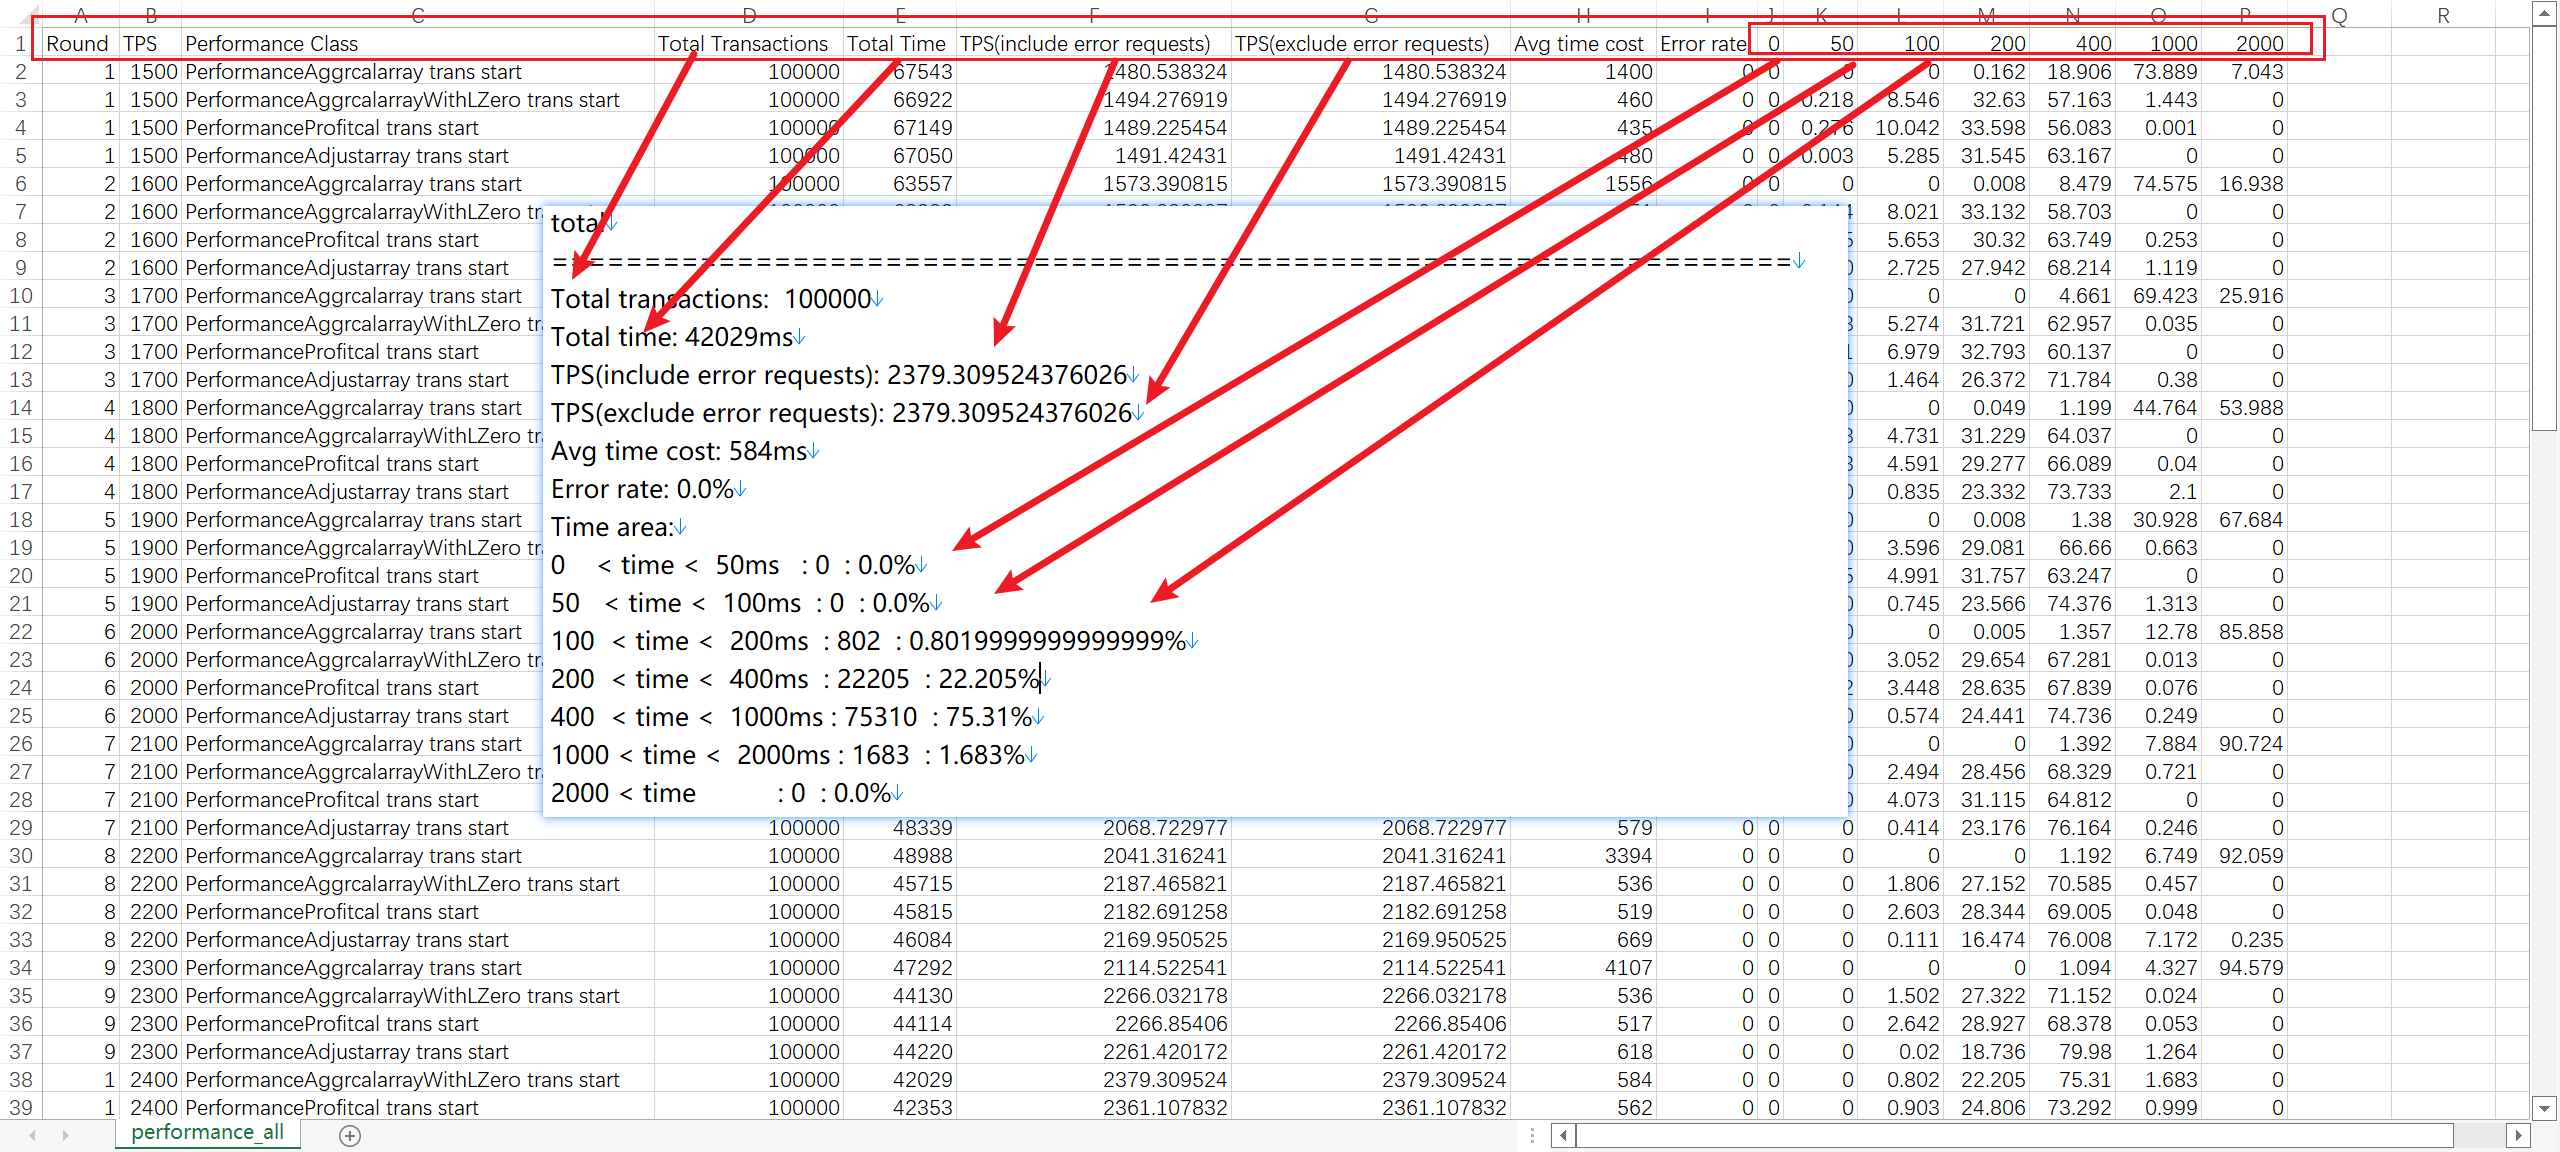 A B C D E F G H I J K L M N O P Q R
1 Round TPS Performance Class Total Transactions Total Time TPS(include error requests) TPS(exclude error requests) Avg time cost Error rate 0 50 100 200 400 1000 2000
2 1 1500 PerformanceAggrcalarray trans start 100000 67543 1480.538324 1480.538324 1400 0 0 0 0 0.162 18.906 73.889 7.043
3 1 1500 PerformanceAggrcalarrayWithLZero trans start 100000 66922 1494.276919 1494.276919 460 0 0 0.218 8.546 32.63 57.163 1.443 0
4 1 1500 PerformanceProfitcal trans start 100000 67149 1489.225454 1489.225454 435 0 0 0.276 10.042 33.598 56.083 0.001 0
5 1 1500 PerformanceAdjustarray trans start 100000 67050 1491.42431 1491.42431 480 0 0 0.003 5.285 31.545 63.167 0 0
6 2 1600 PerformanceAggrcalarray trans start 100000 63557 1573.390815 1573.390815 1556 0 0 0 0 0.008 8.479 74.575 16.938
7 2 1600 PerformanceAggrcalarrayWithLZero 8.021 33.132 58.703 0 0
8 2 1600 PerformanceProfitcal trans start 5.653 30.32 63.749 0.253 0
9 2 1600 PerformanceAdjustarray trans start 2.725 27.942 68.214 1.119 0
10 3 1700 PerformanceAggrcalarray trans start 0 0 4.661 69.423 25.916
11 3 1700 PerformanceAggrcalarrayWithLZero 5.274 31.721 62.957 0.035 0
12 3 1700 PerformanceProfitcal trans start 6.979 32.793 60.137 0 0
13 3 1700 PerformanceAdjustarray trans start 1.464 26.372 71.784 0.38 0
14 4 1800 PerformanceAggrcalarray trans start 0 0.049 1.199 44.764 53.988
15 4 1800 PerformanceAggrcalarrayWithLZero 4.731 31.229 64.037 0 0
16 4 1800 PerformanceProfitcal trans start 4.591 29.277 66.089 0.04 0
17 4 1800 PerformanceAdjustarray trans start 0.835 23.332 73.733 2.1 0
18 5 1900 PerformanceAggrcalarray trans start 0 0.008 1.38 30.928 67.684
19 5 1900 PerformanceAggrcalarrayWithLZero 3.596 29.081 66.66 0.663 0
20 5 1900 PerformanceProfitcal trans start 4.991 31.757 63.247 0 0
21 5 1900 PerformanceAdjustarray trans start 0.745 23.566 74.376 1.313 0
22 6 2000 PerformanceAggrcalarray trans start 0 0.005 1.357 12.78 85.858
23 6 2000 PerformanceAggrcalarrayWithLZero 3.052 29.654 67.281 0.013 0
24 6 2000 PerformanceProfitcal trans start 3.448 28.635 67.839 0.076 0
25 6 2000 PerformanceAdjustarray trans start 0.574 24.441 74.736 0.249 0
26 7 2100 PerformanceAggrcalarray trans start 0 0 1.392 7.884 90.724
27 7 2100 PerformanceAggrcalarrayWithLZero 2.494 28.456 68.329 0.721 0
28 7 2100 PerformanceProfitcal trans start 4.073 31.115 64.812 0 0
29 7 2100 PerformanceAdjustarray trans start 100000 48339 2068.722977 2068.722977 579 0 0 0 0.414 23.176 76.164 0.246 0
30 8 2200 PerformanceAggrcalarray trans start 100000 48988 2041.316241 2041.316241 3394 0 0 0 0 0 1.192 6.749 92.059
31 8 2200 PerformanceAggrcalarrayWithLZero trans start 100000 45715 2187.465821 2187.465821 536 0 0 0 1.806 27.152 70.585 0.457 0
32 8 2200 PerformanceProfitcal trans start 100000 45815 2182.691258 2182.691258 519 0 0 0 2.603 28.344 69.005 0.048 0
33 8 2200 PerformanceAdjustarray trans start 100000 46084 2169.950525 2169.950525 669 0 0 0 0.111 16.474 76.008 7.172 0.235
34 9 2300 PerformanceAggrcalarray trans start 100000 47292 2114.522541 2114.522541 4107 0 0 0 0 0 1.094 4.327 94.579
35 9 2300 PerformanceAggrcalarrayWithLZero trans start 100000 44130 2266.032178 2266.032178 536 0 0 0 1.502 27.322 71.152 0.024 0
36 9 2300 PerformanceProfitcal trans start 100000 44114 2266.85406 2266.85406 517 0 0 0 2.642 28.927 68.378 0.053 0
37 9 2300 PerformanceAdjustarray trans start 100000 44220 2261.420172 2261.420172 618 0 0 0 0.02 18.736 79.98 1.264 0
38 1 2400 PerformanceAggrcalarrayWithLZero trans start 100000 42029 2379.309524 2379.309524 584 0 0 0 0.802 22.205 75.31 1.683 0
39 1 2400 PerformanceProfitcal trans start 100000 42353 2361.107832 2361.107832 562 0 0 0 0.903 24.806 73.292 0.999 0
total↓
====================================================================↓
Total transactions: 100000↓
Total time: 42029ms↓
TPS(include error requests): 2379.309524376026↓
TPS(exclude error requests): 2379.309524376026↓
Avg time cost: 584ms↓
Error rate: 0.0%↓
Time area:↓
0 < time < 50ms : 0 : 0.0%↓
50 < time < 100ms : 0 : 0.0%↓
100 < time < 200ms : 802 : 0.8019999999999999%↓
200 < time < 400ms : 22205 : 22.205%↓
400 < time < 1000ms : 75310 : 75.31%↓
1000 < time < 2000ms : 1683 : 1.683%↓
2000 < time : 0 : 0.0%↓
performance_all